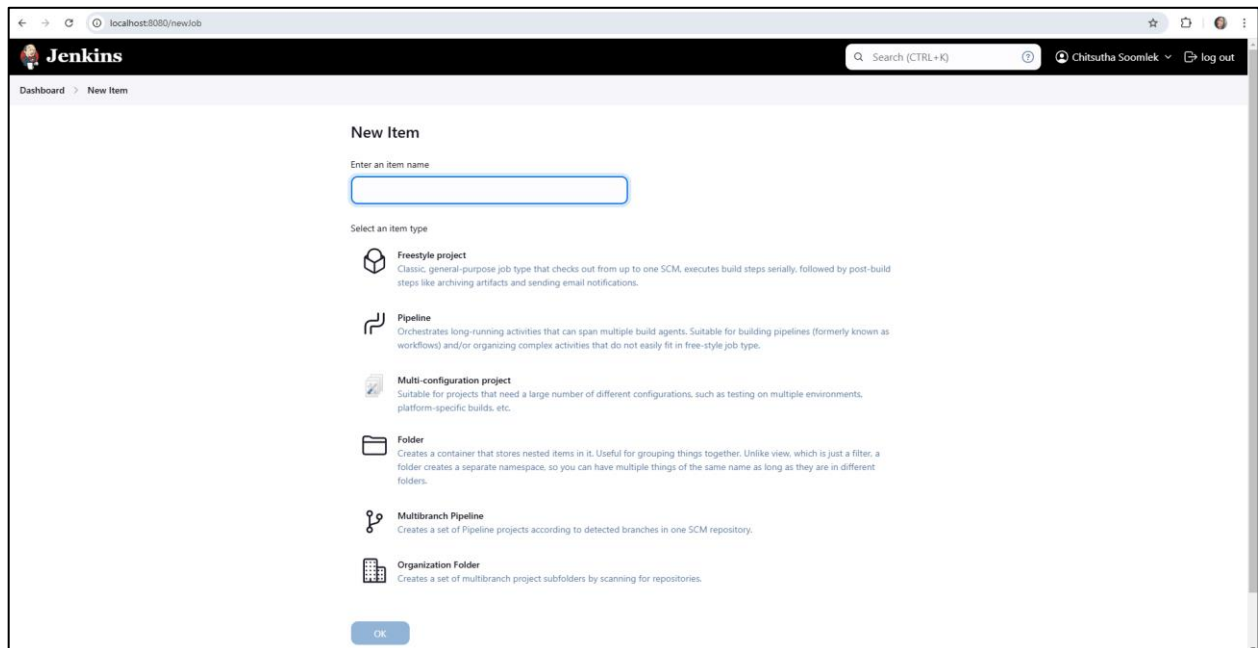 localhost:8080/newJob
Jenkins
Search (CTRL+K)
Chitsutha Soomlek
log out
Dashboard > New Item
New Item
Enter an item name
Select an item type
Freestyle project
Classic, general-purpose job type that checks out from up to one SCM, executes build steps serially, followed by post-build
steps like archiving artifacts and sending email notifications.
Pipeline
Orchestrates long-running activities that can span multiple build agents. Suitable for building pipelines (formerly known as
workflows) and/or organizing complex activities that do not easily fit in free-style job type.
Multi-configuration project
Suitable for projects that need a large number of different configurations, such as testing on multiple environments,
platform-specific builds, etc.
Folder
Creates a container that stores nested items in it. Useful for grouping things together. Unlike view, which is just a filter, a
folder creates a separate namespace, so you can have multiple things of the same name as long as they are in different
folders.
Multibranch Pipeline
Creates a set of Pipeline projects according to detected branches in one SCM repository.
Organization Folder
Creates a set of multibranch project subfolders by scanning for repositories.
OK